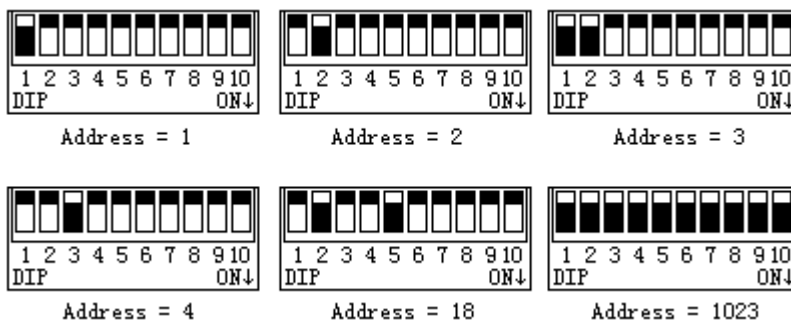 1 2 3 4 5 6 7 8 9 10
DIP ON↓
Address = 1
1 2 3 4 5 6 7 8 9 10
DIP ON↓
Address = 2
1 2 3 4 5 6 7 8 9 10
DIP ON↓
Address = 3
1 2 3 4 5 6 7 8 9 10
DIP ON↓
Address = 4
1 2 3 4 5 6 7 8 9 10
DIP ON↓
Address = 18
1 2 3 4 5 6 7 8 9 10
DIP ON↓
Address = 1023